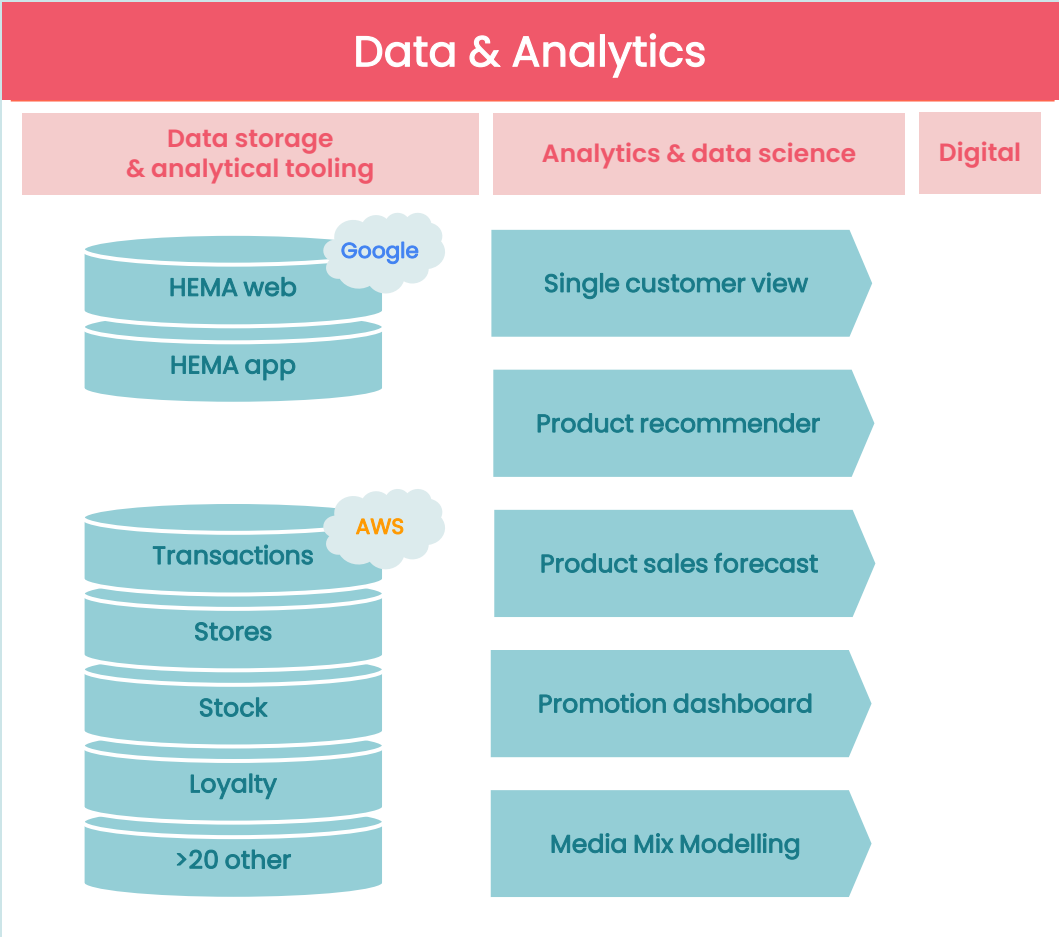 Data & Analytics
Data storage
& analytical tooling
Analytics & data science
Digital
Google
HEMA web
HEMA app
AWS
Transactions
Stores
Stock
Loyalty
>20 other
Single customer view
Product recommender
Product sales forecast
Promotion dashboard
Media Mix Modelling